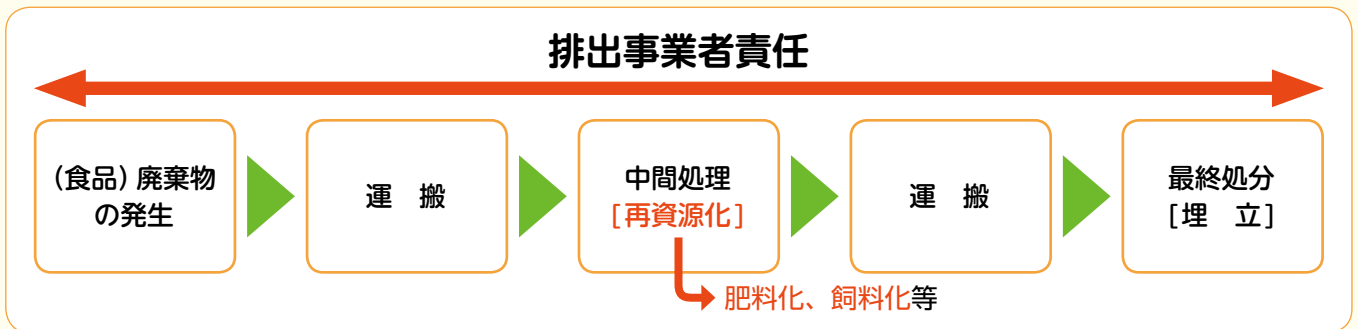 排出事業者責任
（食品）廃棄物
の発生
運　搬
中間処理
［再資源化］
運　搬
最終処分
［埋　立］
肥料化、飼料化等